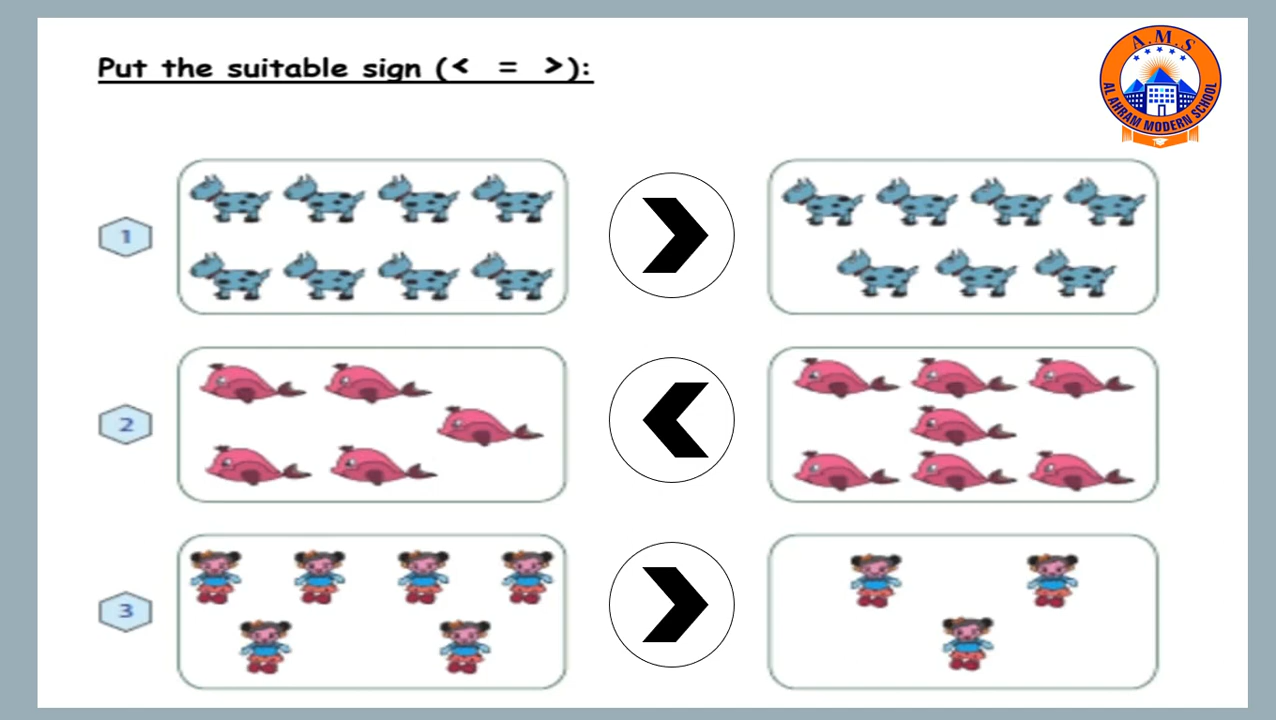 Put the suitable sign (< = >):
A.M.S
AL AHRAM MODERN SCHOOL
1 >
2 <
3 >